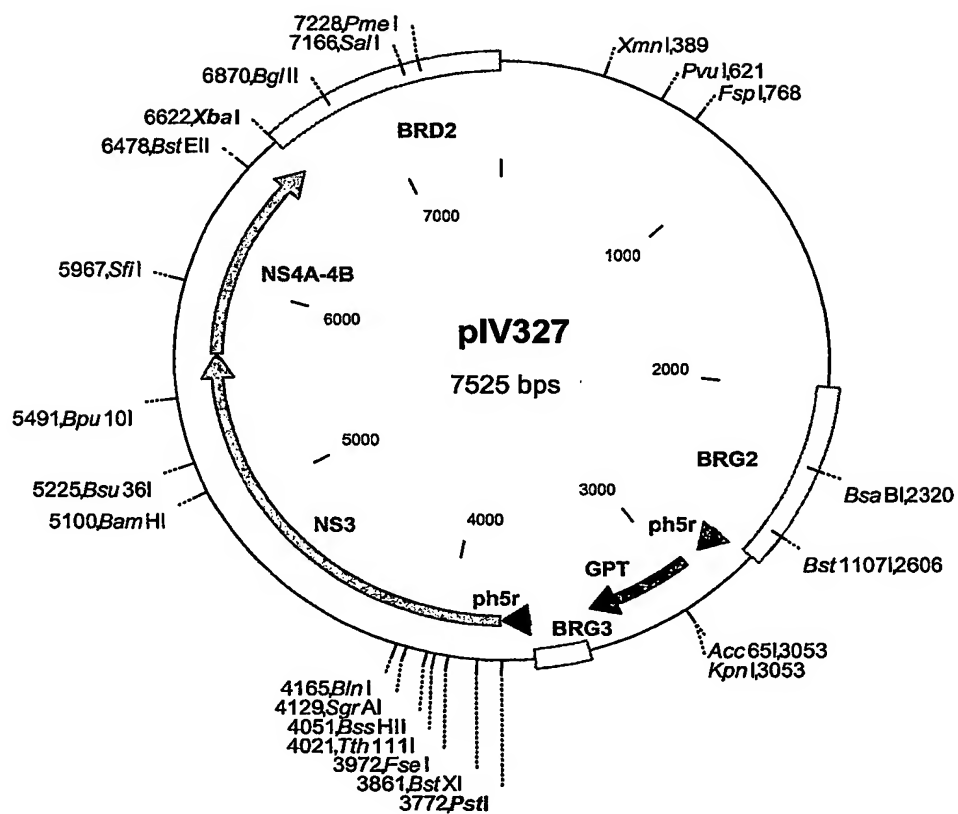 7228,PmeI
7166,SalI
6870,BglII
6622,XbaI
6478,BstEII
5967,SfiI
5491,Bpu10I
5225,Bsu36I
5100,BamHI
XmnI,389
PvuI,621
FspI,768
BRD2
7000
1000
NS4A-4B
6000
pIV327
7525 bps
2000
5000
BRG2
3000
BsaBI,2320
NS3
4000
ph5r
Bst1107I,2606
GPT
ph5r
BRG3
Acc65I,3053
KpnI,3053
4165,BlnI
4129,SgrAI
4051,BssHII
4021,Tth111I
3972,FseI
3861,BstXI
3772,PstI